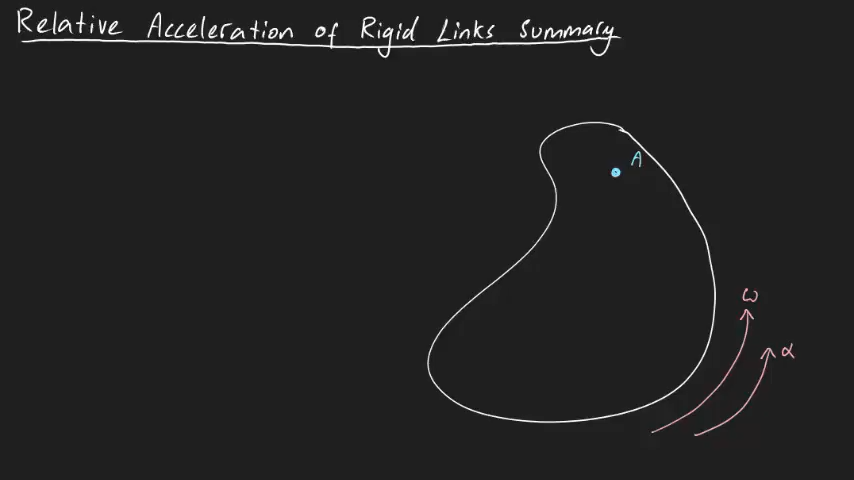 Relative Acceleration of Rigid Links Summary
A
ω
α